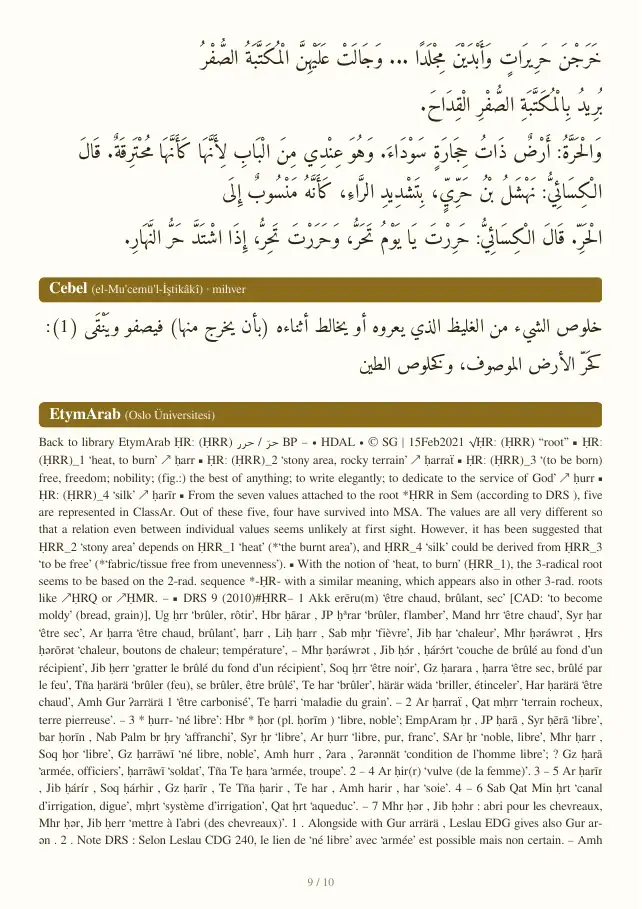 خَرَجْنَ حَرِيرَاتٍ وَأَبْدَيْنَ مِجْلَدًا ... وَجَالَتْ عَلَيْهِنَّ الْمُكَتَّبَةُ الصُّفْرُ
يُرِيدُ بِالْمُكَتَّبَةِ الصُّفْرِ الْقِدَاحَ.
وَالْحَرَّةُ: أَرْضٌ ذَاتُ حِجَارَةٍ سَوْدَاءَ. وَهُوَ عِنْدِي مِنَ الْبَابِ لِأَنَّهَا كَأَنَّهَا مُحْتَرِقَةٌ. قَالَ
الْكِسَائِيُّ: نَهْشَلُ بْنُ حَرِّيٍّ، بِتَشْدِيدِ الرَّاءِ، كَأَنَّهُ مَنْسُوبٌ إِلَى
الْحَرِّ. قَالَ الْكِسَائِيُّ: حَرِرْتَ يَا يَوْمُ تَحَرُّ، وَحَرَرْتَ تَحِرُّ، إِذَا اشْتَدَّ حَرُّ النَّهَارِ.
Cebel (el-Mu'cemü'l-İştikâkî) · mihver
خلوص الشيء من الغليظ الذي يعروه أو يخالط أثناءه (بأن يخرج منها) فيصفو ويَنْقَى (1):
كَحَرّ الأرض الموصوف، وكخلوص الطين
EtymArab (Oslo Üniversitesi)
Back to library EtymArab ḤR: (ḤRR) حرّ / حرر BP – • HDAL • © SG | 15Feb2021 √ḤR: (ḤRR) “root” ▪ ḤR:
(ḤRR)_1 ‘heat, to burn’ ↗ ḥarr ▪ ḤR: (ḤRR)_2 ‘stony area, rocky terrain’ ↗ ḥarraẗ ▪ ḤR: (ḤRR)_3 ‘(to be born)
free, freedom; nobility; (fig.:) the best of anything; to write elegantly; to dedicate to the service of God’ ↗ ḥurr ▪
ḤR: (ḤRR)_4 ‘silk’ ↗ ḥarīr ▪ From the seven values attached to the root *ḤRR in Sem (according to DRS ), five
are represented in ClassAr. Out of these five, four have survived into MSA. The values are all very different so
that a relation even between individual values seems unlikely at first sight. However, it has been suggested that
ḤRR_2 ‘stony area’ depends on ḤRR_1 ‘heat’ (*‘the burnt area’), and ḤRR_4 ‘silk’ could be derived from ḤRR_3
‘to be free’ (*‘fabric/tissue free from unevenness’). ▪ With the notion of ‘heat, to burn’ (ḤRR_1), the 3-radical root
seems to be based on the 2-rad. sequence *-ḤR- with a similar meaning, which appears also in other 3-rad. roots
like ↗ḤRQ or ↗ḤMR. – ▪ DRS 9 (2010)#ḤRR– 1 Akk erēru(m) ‘être chaud, brûlant, sec’ [CAD: ‘to become
moldy’ (bread, grain)], Ug ḥrr ‘brûler, rôtir’, Hbr ḥārar , JP ḥᵃrar ‘brûler, flamber’, Mand hrr ‘être chaud’, Syr ḥar
‘être sec’, Ar ḥarra ‘être chaud, brûlant’, ḥarr , Liḥ ḥarr , Sab mḥr ‘fièvre’, Jib ḥar ‘chaleur’, Mhr ḥəráwrət , Ḥrs
ḥərōrət ‘chaleur, boutons de chaleur; température’, – Mhr ḥəráwrət , Jib ḥór , ḥárɔ́rt ‘couche de brûlé au fond d’un
récipient’, Jib ḥerr ‘gratter le brûlé du fond d’un récipient’, Soq ḥrr ‘être noir’, Gz ḥarara , ḥarra ‘être sec, brûlé par
le feu’, Tña ḥarärä ‘brûler (feu), se brûler, être brûlé’, Te ḥar ‘brûler’, härär wäda ‘briller, étinceler’, Har ḥarärä ‘être
chaud’, Amh Gur ʔarrärä 1 ‘être carbonisé’, Te ḥarri ‘maladie du grain’. – 2 Ar ḥarraẗ , Qat mḥrr ‘terrain rocheux,
terre pierreuse’. – 3 * ḥurr- ‘né libre’: Hbr * ḥor (pl. ḥorīm ) ‘libre, noble’; EmpAram ḥr , JP ḥarā , Syr ḥērā ‘libre’,
bar ḥorīn , Nab Palm br ḥry ‘affranchi’, Syr ḥr ‘libre’, Ar ḥurr ‘libre, pur, franc’, SAr ḥr ‘noble, libre’, Mhr ḥarr ,
Soq ḥor ‘libre’, Gz ḥarrāwī ‘né libre, noble’, Amh hurr , ʔara , ʔarənnät ‘condition de l’homme libre’; ? Gz ḥarā
‘armée, officiers’, ḥarrāwī ‘soldat’, Tña Te ḥara ‘armée, troupe’. 2 – 4 Ar ḥir(r) ‘vulve (de la femme)’. 3 – 5 Ar ḥarīr
, Jib ḥárír , Soq ḥárhir , Gz ḥarīr , Te Tña ḥarir , Te har , Amh harir , har ‘soie’. 4 – 6 Sab Qat Min ḥrt ‘canal
d’irrigation, digue’, mḥrt ‘système d’irrigation’, Qat ḥrt ‘aqueduc’. – 7 Mhr ḥər , Jib ḥohr : abri pour les chevreaux,
Mhr ḥər, Jib ḥerr ‘mettre à l’abri (des chevreaux)’. 1 . Alongside with Gur arrärä , Leslau EDG gives also Gur ar-
ən . 2 . Note DRS : Selon Leslau CDG 240, le lien de ‘né libre’ avec ‘armée’ est possible mais non certain. – Amh
9 / 10